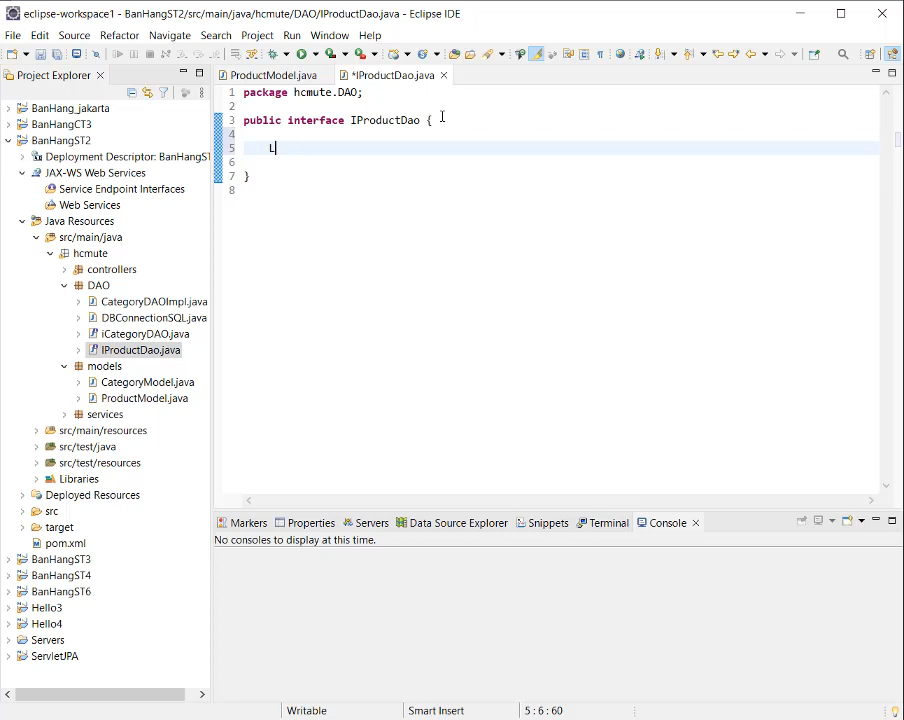 eclipse-workspace1 - BanHangST2/src/main/java/hcmute/DAO/IProductDao.java - Eclipse IDE
File Edit Source Refactor Navigate Search Project Run Window Help
Project Explorer
BanHang_jakarta
BanHangCT3
BanHangST2
Deployment Descriptor: BanHangST
JAX-WS Web Services
Service Endpoint Interfaces
Web Services
Java Resources
src/main/java
hcmute
controllers
DAO
CategoryDAOImpl.java
DBConnectionSQL.java
iCategoryDAO.java
IProductDao.java
models
CategoryModel.java
ProductModel.java
services
src/main/resources
src/test/java
src/test/resources
Libraries
Deployed Resources
src
target
pom.xml
BanHangST3
BanHangST4
BanHangST6
Hello3
Hello4
Servers
ServletJPA
ProductModel.java *IProductDao.java
1 package hcmute.DAO;
2
3 public interface IProductDao {
4
5 L
6
7 }
8
Markers Properties Servers Data Source Explorer Snippets Terminal Console
No consoles to display at this time.
Writable Smart Insert 5 : 6 : 60